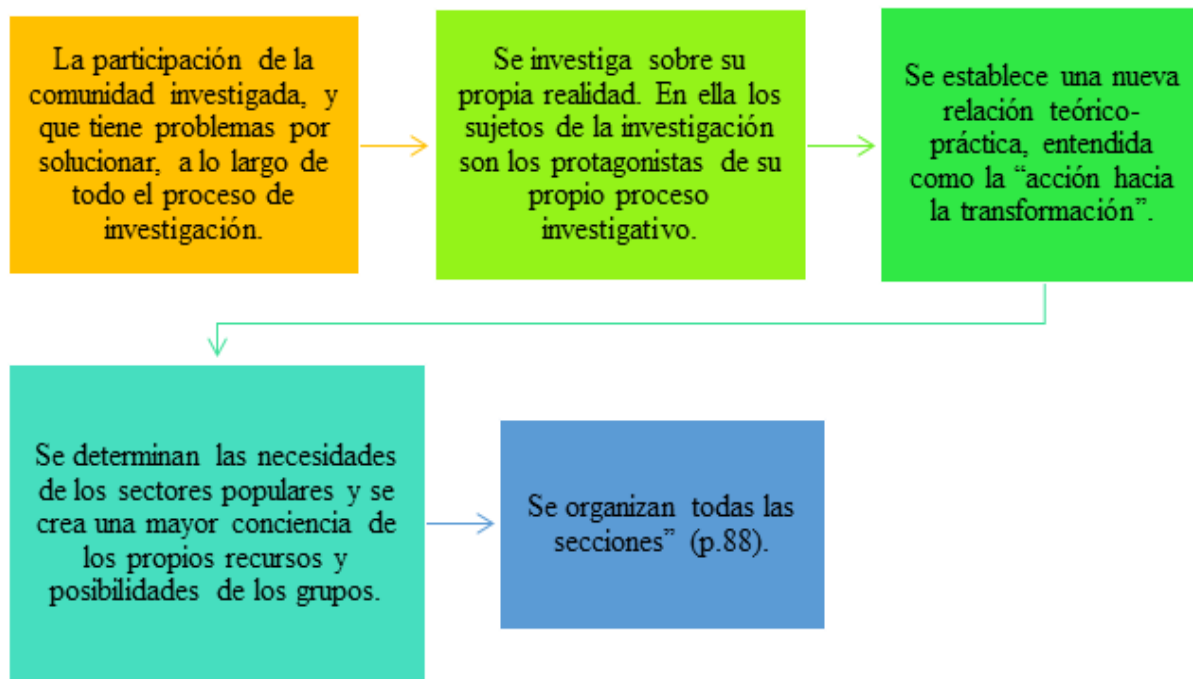 La participación de la
comunidad investigada, y
que tiene problemas por
solucionar, a lo largo de
todo el proceso de
investigación.
Se investiga sobre su
propia realidad. En ella los
sujetos de la investigación
son los protagonistas de su
propio proceso
investigativo.
Se establece una nueva
relación teórico-
práctica, entendida
como la “acción hacia
la transformación”.
Se determinan las necesidades
de los sectores populares y se
crea una mayor conciencia de
los propios recursos y
posibilidades de los grupos.
Se organizan todas las
secciones” (p.88).